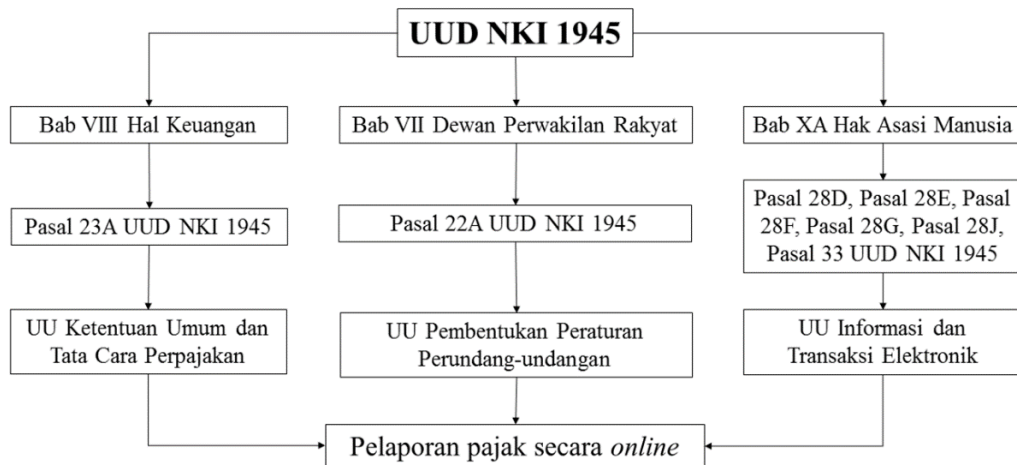 UUD NKI 1945
Bab VIII Hal Keuangan
Bab VII Dewan Perwakilan Rakyat
Bab XA Hak Asasi Manusia
Pasal 23A UUD NKI 1945
Pasal 22A UUD NKI 1945
Pasal 28D, Pasal 28E, Pasal
28F, Pasal 28G, Pasal 28J,
Pasal 33 UUD NKI 1945
UU Ketentuan Umum dan
Tata Cara Perpajakan
UU Pembentukan Peraturan
Perundang-undangan
UU Informasi dan
Transaksi Elektronik
Pelaporan pajak secara online